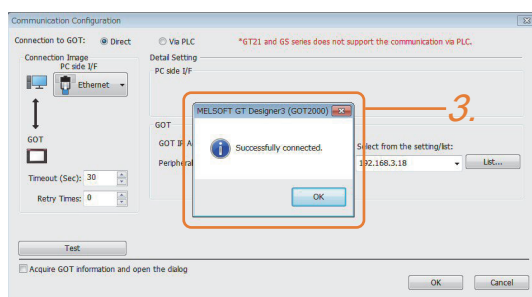 Communication Configuration
Connection to GOT: Direct Via PLC *GT21 and GS series does not support the communication via PLC.
Connection Image
PC side I/F
Ethernet
GOT
Timeout (Sec): 30
Retry Times: 0
Test
Detail Setting
PC side I/F
GOT
GOT IP A
Peripheral
Select from the setting/list:
192.168.3.18 List...
MELSOFT GT Designer3 (GOT2000)
Successfully connected.
OK
3.
Acquire GOT information and open the dialog
OK Cancel